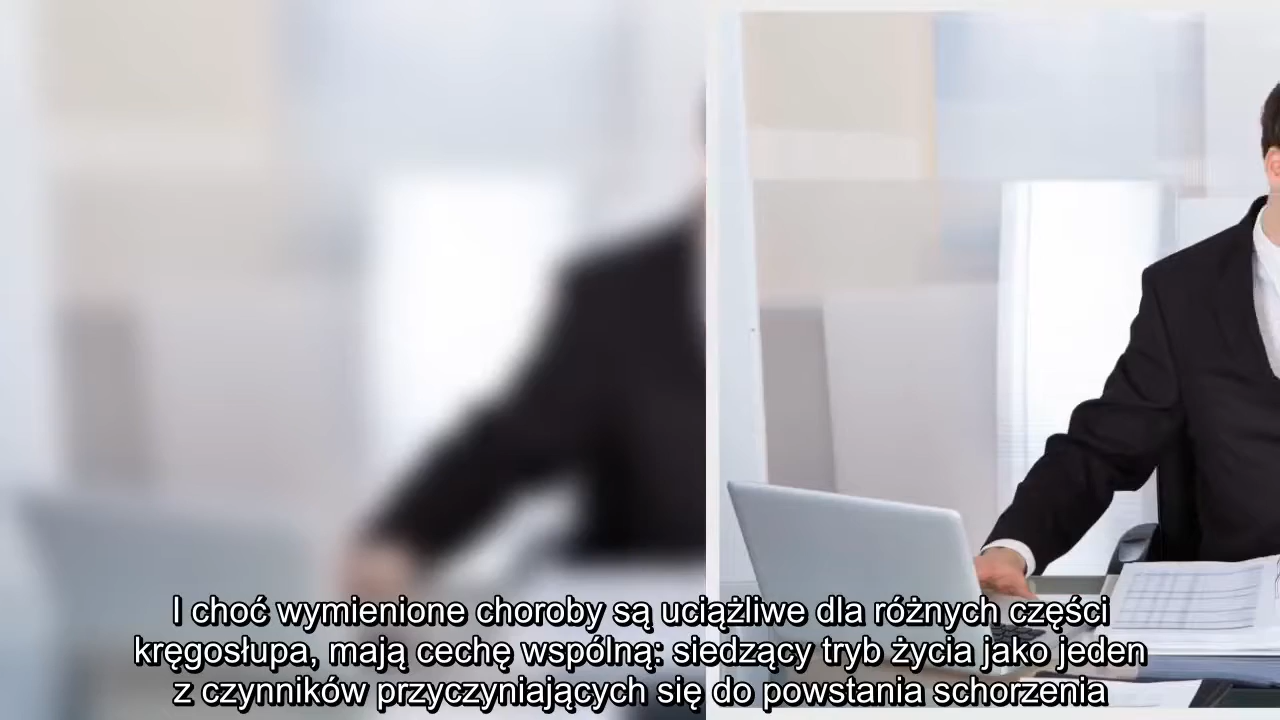 I choć wymienione choroby są uciążliwe dla różnych części
kręgosłupa, mają cechę wspólną: siedzący tryb życia jako jeden
z czynników przyczyniających się do powstania schorzenia